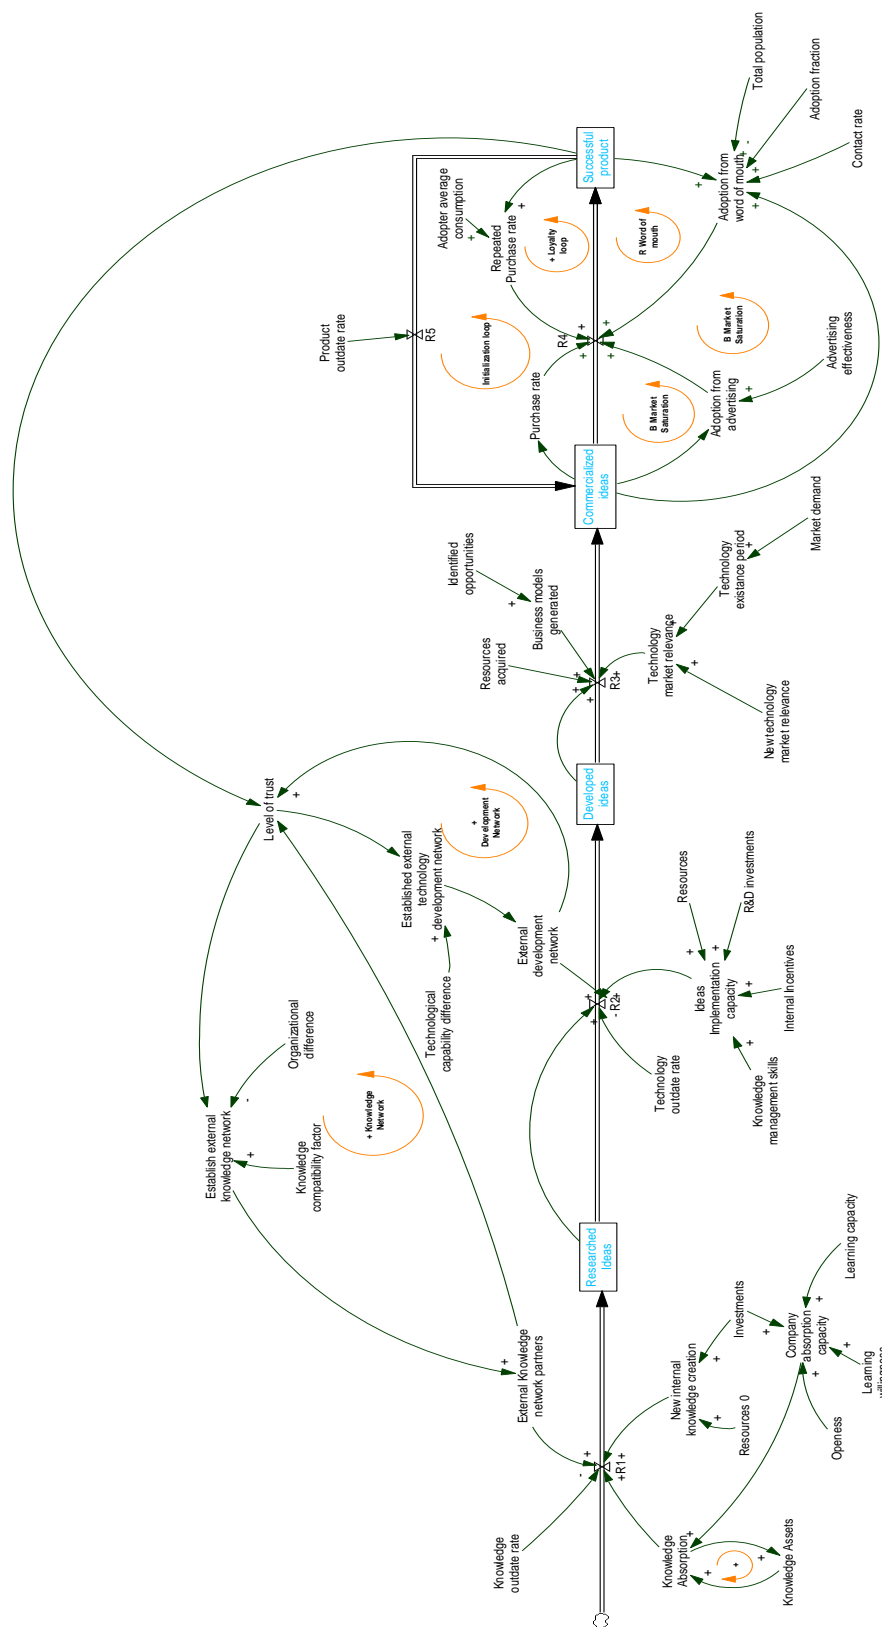 Total population
Adoption fraction
Contact rate
Adoption from
word of mouth
Successful
product
Adopter average
consumption
Repeated
Purchase rate
+ Loyalty
loop
R Word of
mouth
Product
outdate rate
R5
Initialization loop
R4
B Market
Saturation
Purchase rate
B Market
Saturation
Adoption from
advertising
Advertising
effectiveness
Commercialized
ideas
Identified
opportunities
Business models
generated
Resources
acquired
R3+
Technology
market relevance
Technology
existance period
Market demand
New technology
market relevance
Developed
ideas
Level of trust
+
Development
Network
Established external
technology
development network
Technological
capability difference
External
development
network
- R2+
Technology
outdate rate
Ideas
Implementation
capacity
Resources
R&D investments
Internal Incentives
Knowledge
management skills
Organizational
difference
Establish external
knowledge network
Knowledge
compatibility factor
+ Knowledge
Network
Researched
Ideas
External Knowledge
network partners
+R1+
Knowledge
outdate rate
New internal
knowledge creation
Resources 0
Investments
Company
absorption
capacity
Learning capacity
Learning
Openess
Knowledge
Absorption
Knowledge Assets